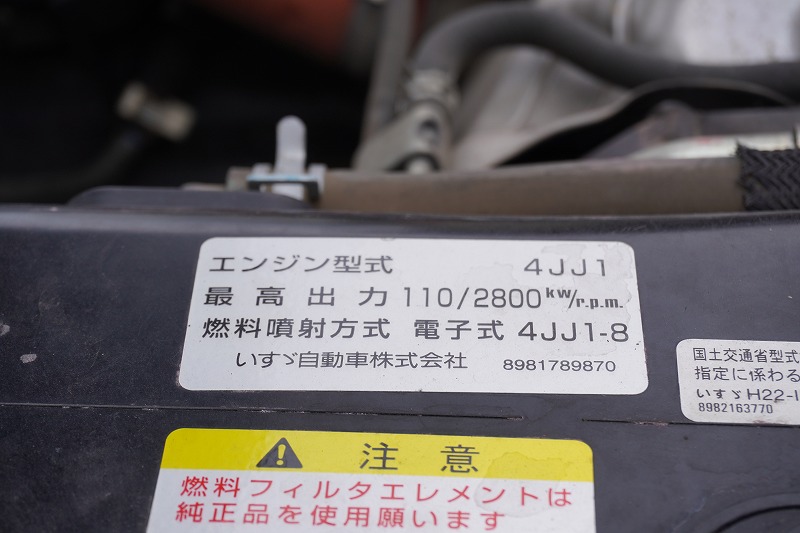 エンジン型式 4JJ1
最高出力 110/2800kW/r.p.m.
燃料噴射方式 電子式 4JJ1-8
いすゞ自動車株式会社 8981789870
国土交通省型式
指定に係わる
いすゞH22-
8982163770
注意
燃料フィルタエレメントは
純正品を使用願います